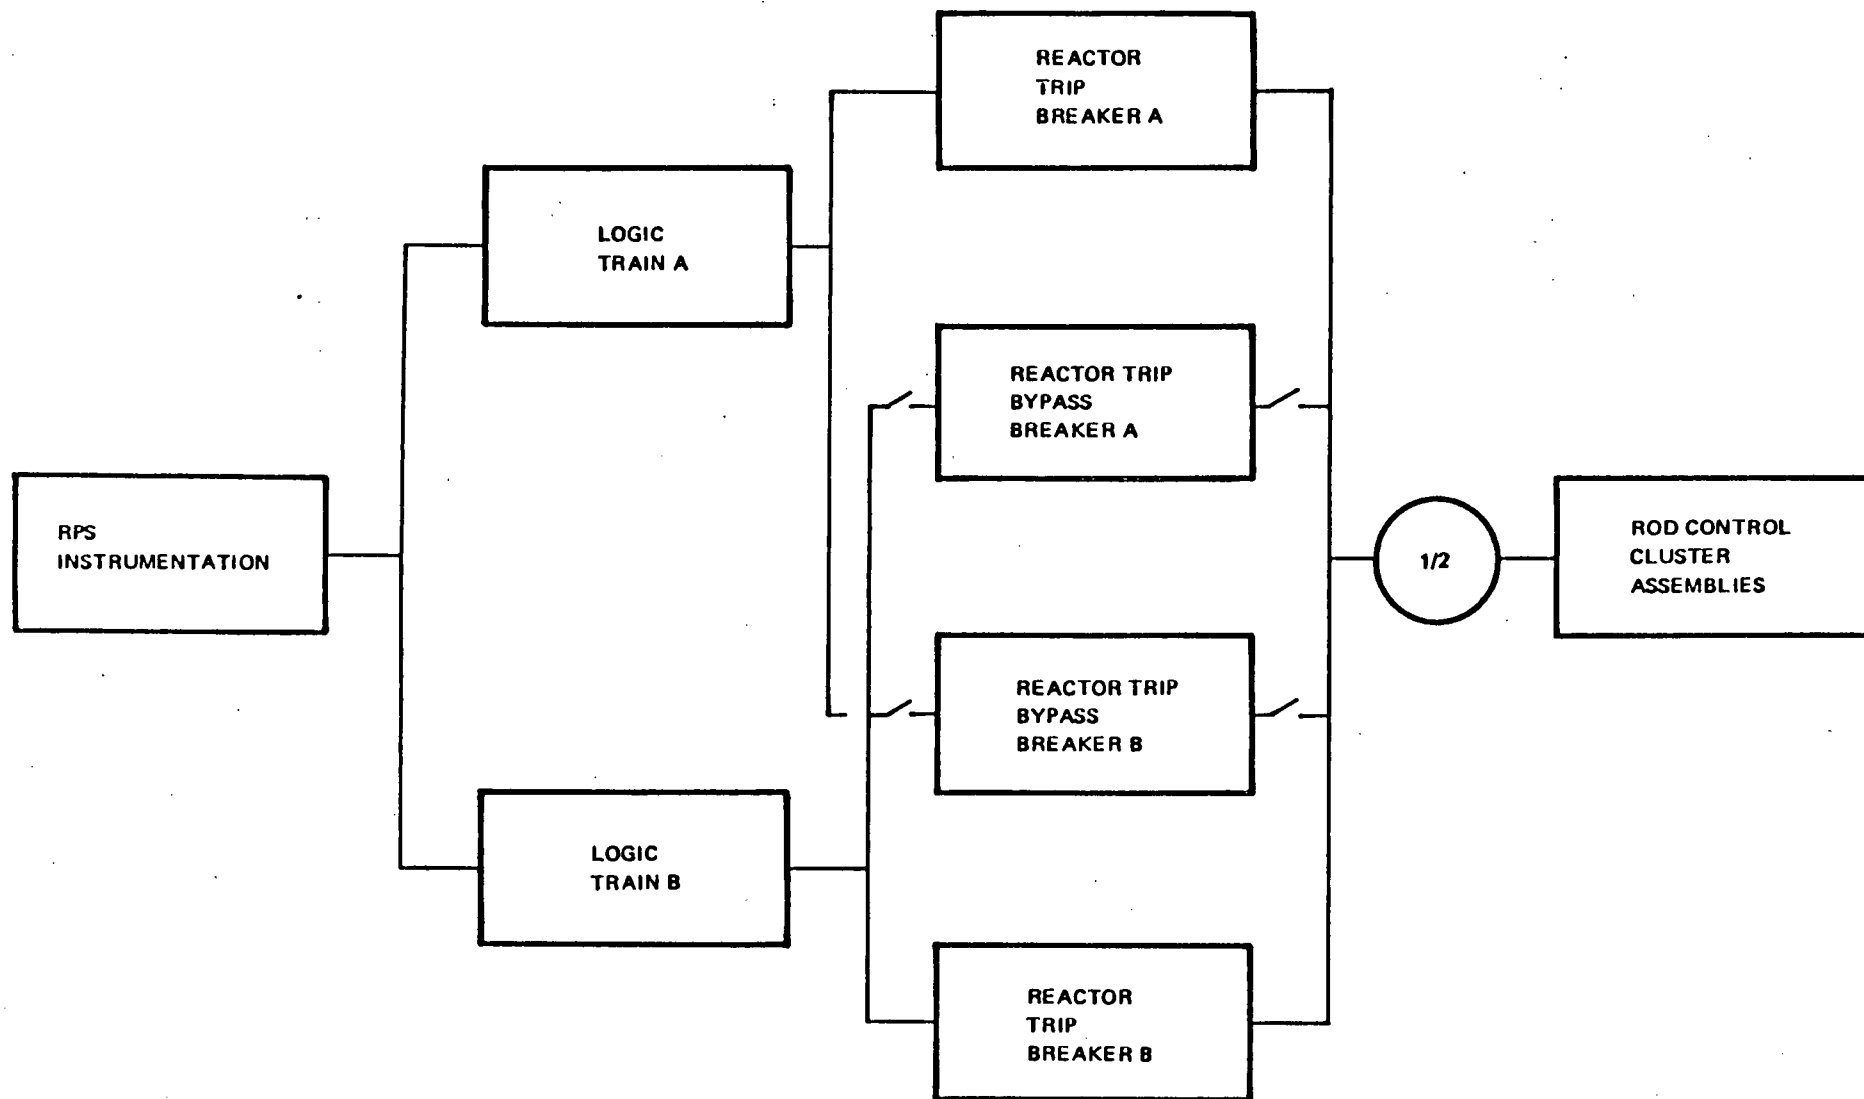 REACTOR
TRIP
BREAKER A
LOGIC
TRAIN A
REACTOR TRIP
BYPASS
BREAKER A
RPS
INSTRUMENTATION
1/2
ROD CONTROL
CLUSTER
ASSEMBLIES
REACTOR TRIP
BYPASS
BREAKER B
LOGIC
TRAIN B
REACTOR
TRIP
BREAKER B